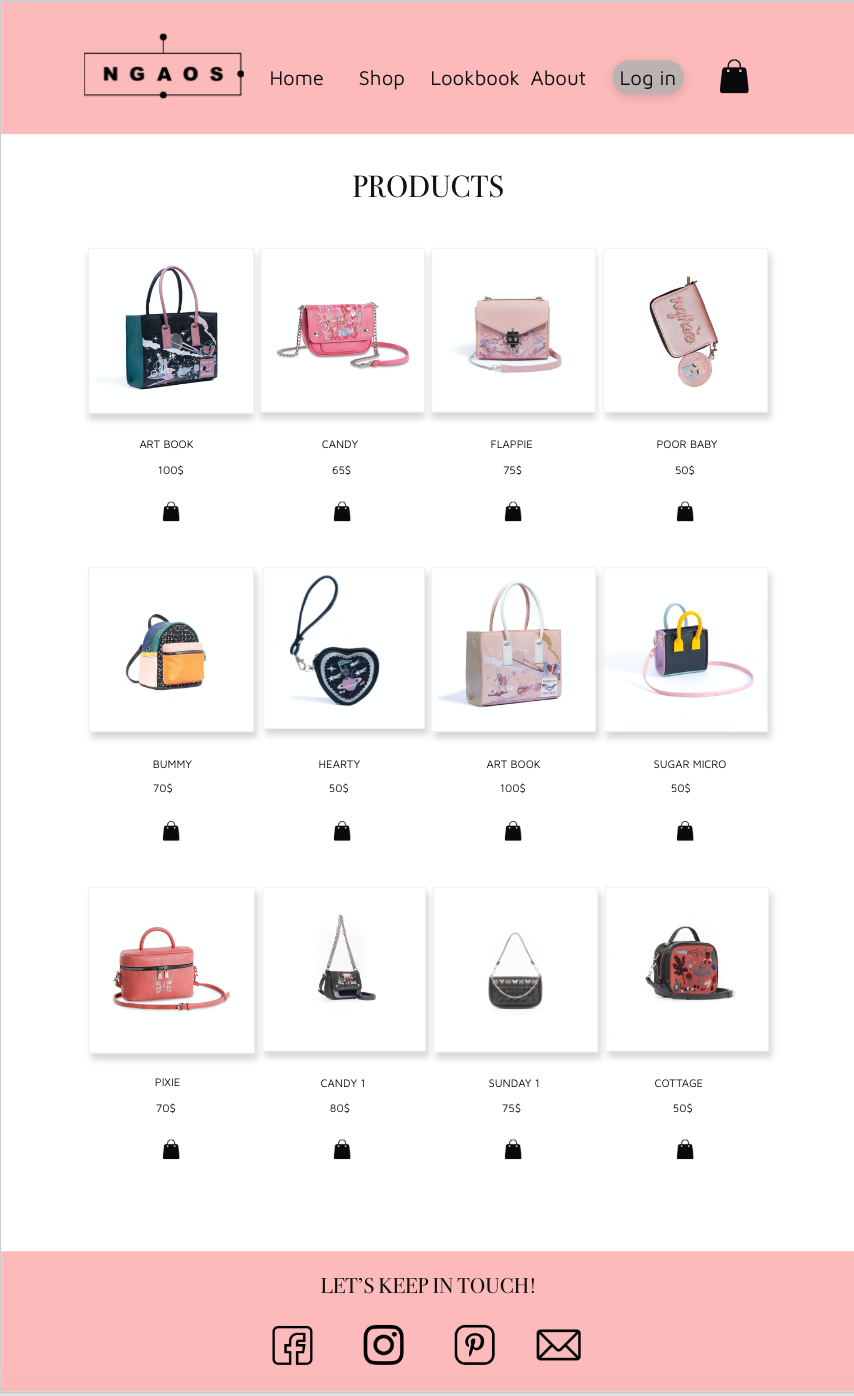 NGAOS
Home Shop Lookbook About Log in
PRODUCTS
ART BOOK CANDY FLAPPIE POOR BABY
100$ 65$ 75$ 50$
BUMMY HEARTY ART BOOK SUGAR MICRO
70$ 50$ 100$ 50$
PIXIE CANDY 1 SUNDAY 1 COTTAGE
70$ 80$ 75$ 50$
LET'S KEEP IN TOUCH!